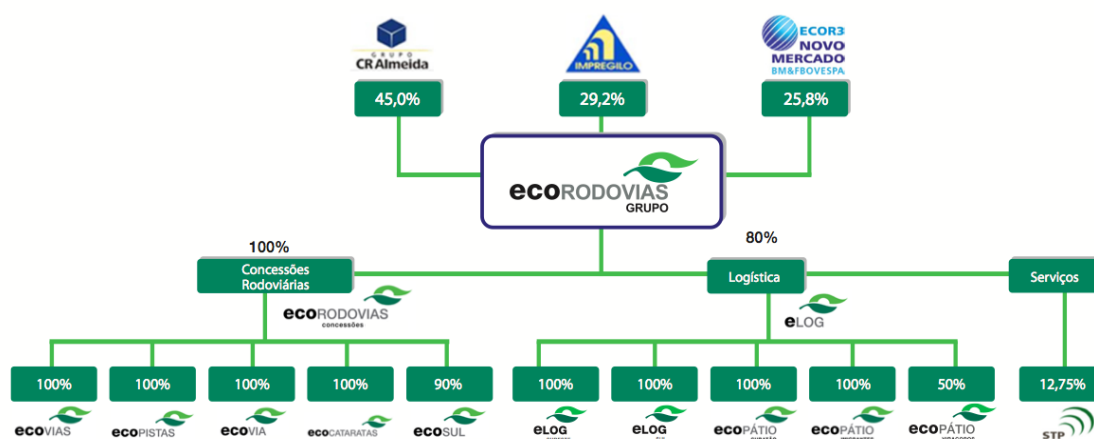 GRUPO
CR Almeida
IMPREGILO
ECOR3
NOVO
MERCADO
BM&FBOVESPA
45,0%
29,2%
25,8%
ecoRODOVIAS
GRUPO
100%
80%
Concessões
Rodoviárias
Logística
Serviços
ecoRODOVIAS
concessões
eLOG
100%
100%
100%
100%
90%
100%
100%
100%
100%
50%
12,75%
ecoVIAS
ecoPISTAS
ecoVIA
ecoCATARATAS
ecoSUL
eLOG
eLOG
ecoPÁTIO
ecoPÁTIO
ecoPÁTIO
STP